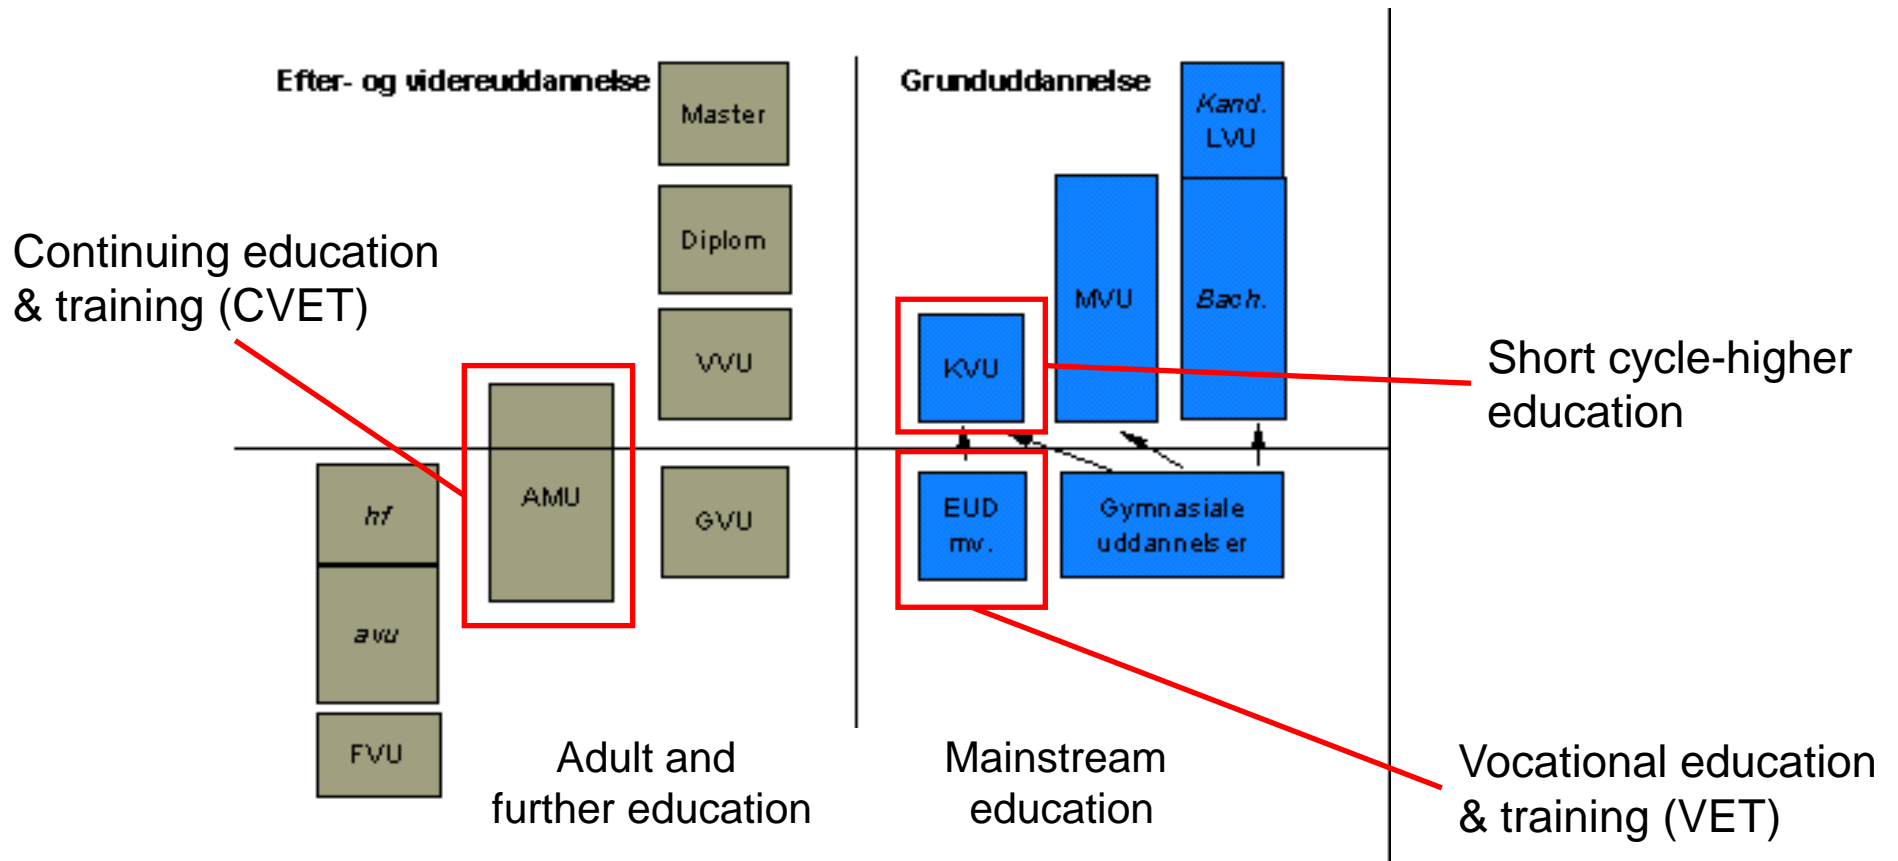 Efter- og videreuddannelse
Grunduddannelse
Master
Kand.
LVU
Diplom
Continuing education
& training (CVET)
MVU
Bach.
VVU
KVU
Short cycle-higher
education
AMU
hf
GVU
EUD
mv.
Gymnasiale
uddannelser
avu
FVU
Adult and
further education
Mainstream
education
Vocational education
& training (VET)